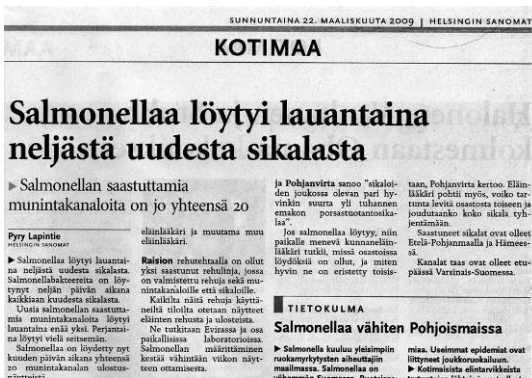 SUNNUNTAINA 22. MAALISKUUTA 2009 | HELSINGIN SANOMAT
KOTIMAA
Salmonellaa löytyi lauantaina
neljästä uudesta sikalasta
▶ Salmonellan saastuttamia
munintakanaloita on jo yhteensä 20
Pyry Lapintie
HELSINGIN SANOMAT
▶ Salmonellaa löytyi lauantai-
na neljästä uudesta sikalasta.
Salmonellabakteereita on löy-
tynyt neljän päivän aikana
kaikkiaan kuudesta sikalasta.
Uusia salmonellan saastutta-
mia munintakanaloita löytyi
lauantaina enää yksi. Perjantai-
na löytyi vielä seitsemän.
Salmonellaa on löydetty nyt
kuuden päivän aikana yhteensä
20 munintakanalan ulostus-
näytteistä
eläinlääkäri ja muutama muu
eläinlääkäri.
Raision rehutehtaalla on ollut
yksi saastunut rehulinja, jossa
on valmistettu rehuja sekä mu-
nintakanaloille että sikaloille.
Kaikilta näitä rehuja käyttä-
neiltä tiloilta otetaan näytteet
eläinten rehusta ja ulosteista.
Ne tutkitaan Evirassa ja osa
paikallisissa laboratorioissa.
Salmonellan määrittäminen
kestää vähintään viikon näyt-
teen ottamisesta.
ja Pohjanvirta sanoo "sikaloi-
den joukossa olevan pari hy-
vinkin suurta yli tuhannen
emakon porsastuotantosika-
laa".
Jos salmonellaa löytyy, niin
paikalle menevä kunnaneläin-
lääkäri tutkii, missä osastoissa
löydöksiä on ollut, ja miten
hyvin ne on eristetty toisis-
taan, Pohjanvirta kertoo. Eläin-
lääkäri pohtii myös, voiko tar-
tunta levitä osastosta toiseen ja
joudutaanko koko sikala tyh-
jentämään.
Saastuneet sikalat ovat olleet
Etelä-Pohjanmaalla ja Hämees-
sä.
Kanalat taas ovat olleet etu-
päässä Varsinais-Suomessa.
TIETOKULMA
Salmonellaa vähiten Pohjoismaissa
▶ Salmonella kuuluu yleisimpiin
ruokamyrkytysten aiheuttajiin
maailmassa. Salmonellaa on
miaa. Useimmat epidemiat ovat
liittyneet joukkoruokailuun.
▶ Kotimaisista elintarvikkeista